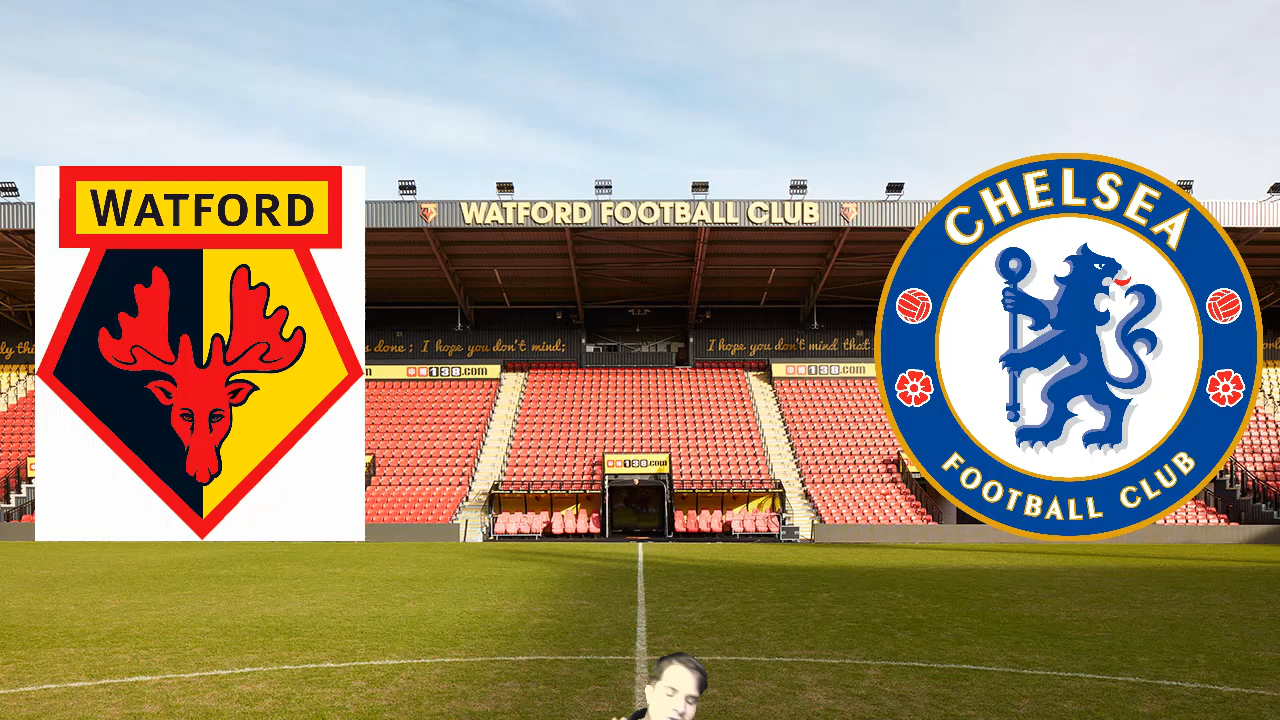 WATFORD
WATFORD FOOTBALL CLUB
CHELSEA
FOOTBALL CLUB
done ; I hope you don't mind;
I hope you don't mind that
138.com
138.com
138.com